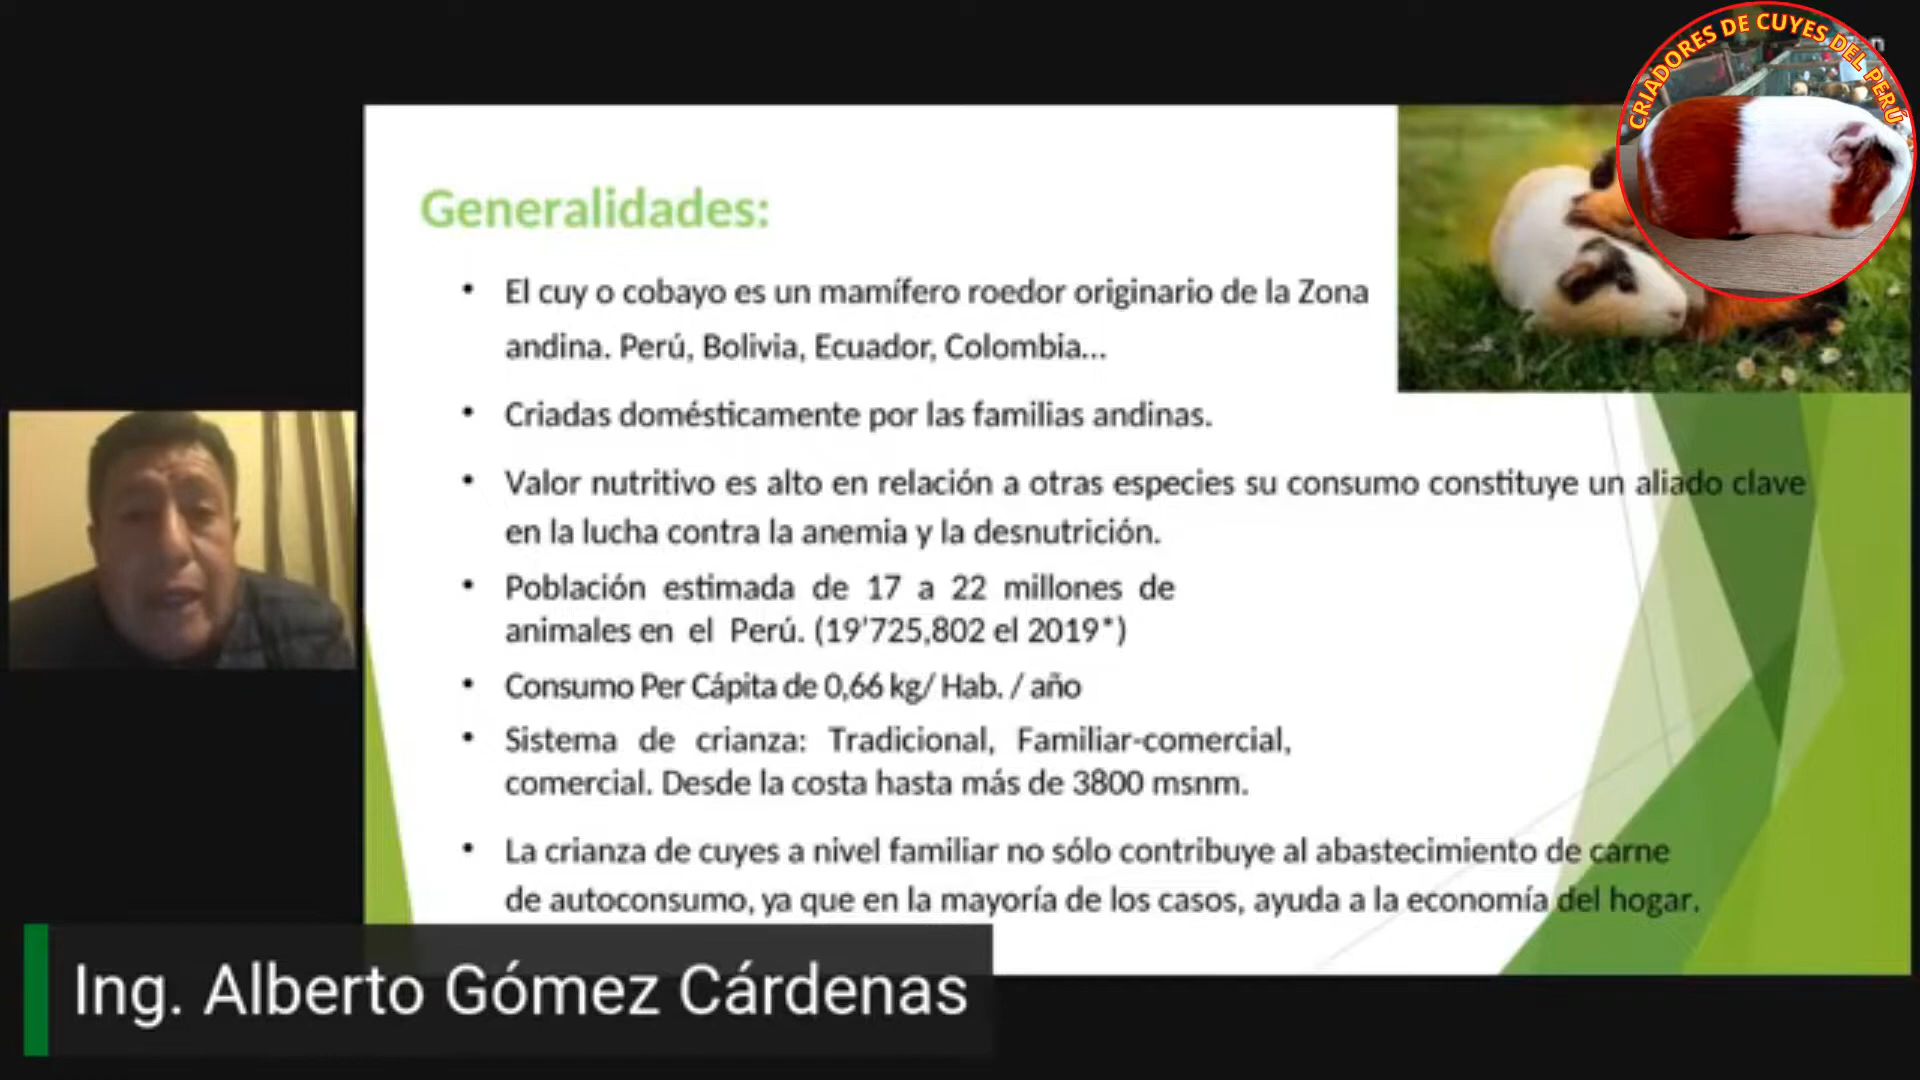 CRIADORES DE CUYES DEL PERÚ
Generalidades:
• El cuy o cobayo es un mamífero roedor originario de la Zona
andina. Perú, Bolivia, Ecuador, Colombia...
• Criadas domésticamente por las familias andinas.
• Valor nutritivo es alto en relación a otras especies su consumo constituye un aliado clave
en la lucha contra la anemia y la desnutrición.
• Población estimada de 17 a 22 millones de
animales en el Perú. (19'725,802 el 2019*)
• Consumo Per Cápita de 0,66 kg/ Hab. / año
• Sistema de crianza: Tradicional, Familiar-comercial,
comercial. Desde la costa hasta más de 3800 msnm.
• La crianza de cuyes a nivel familiar no sólo contribuye al abastecimiento de carne
de autoconsumo, ya que en la mayoría de los casos, ayuda a la economía del hogar.
Ing. Alberto Gómez Cárdenas